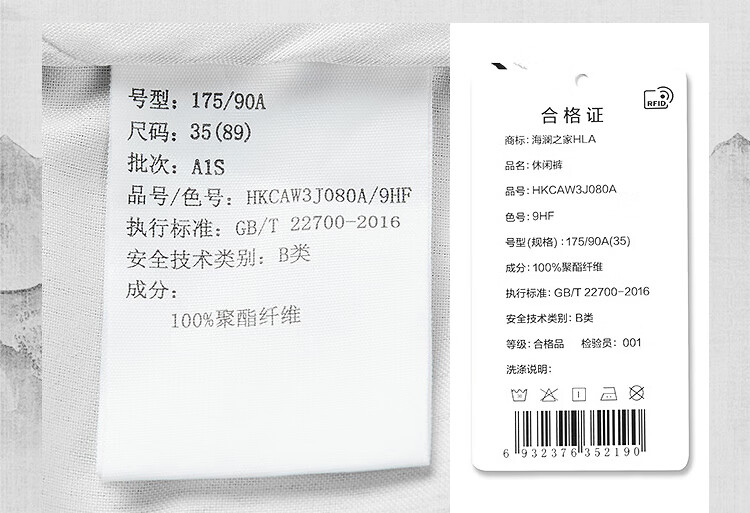 号型: 175/90A
尺码: 35(89)
批次: A1S
品号/色号: HKCAW3J080A/9HF
执行标准: GB/T 22700-2016
安全技术类别: B类
成分:
100%聚酯纤维
RFID
合格证
商标: 海澜之家HLA
品名: 休闲裤
品号: HKCAW3J080A
色号: 9HF
号型(规格): 175/90A(35)
成分: 100%聚酯纤维
执行标准: GB/T 22700-2016
安全技术类别: B类
等级: 合格品 检验员: 001
洗涤说明:
6 932376 352190